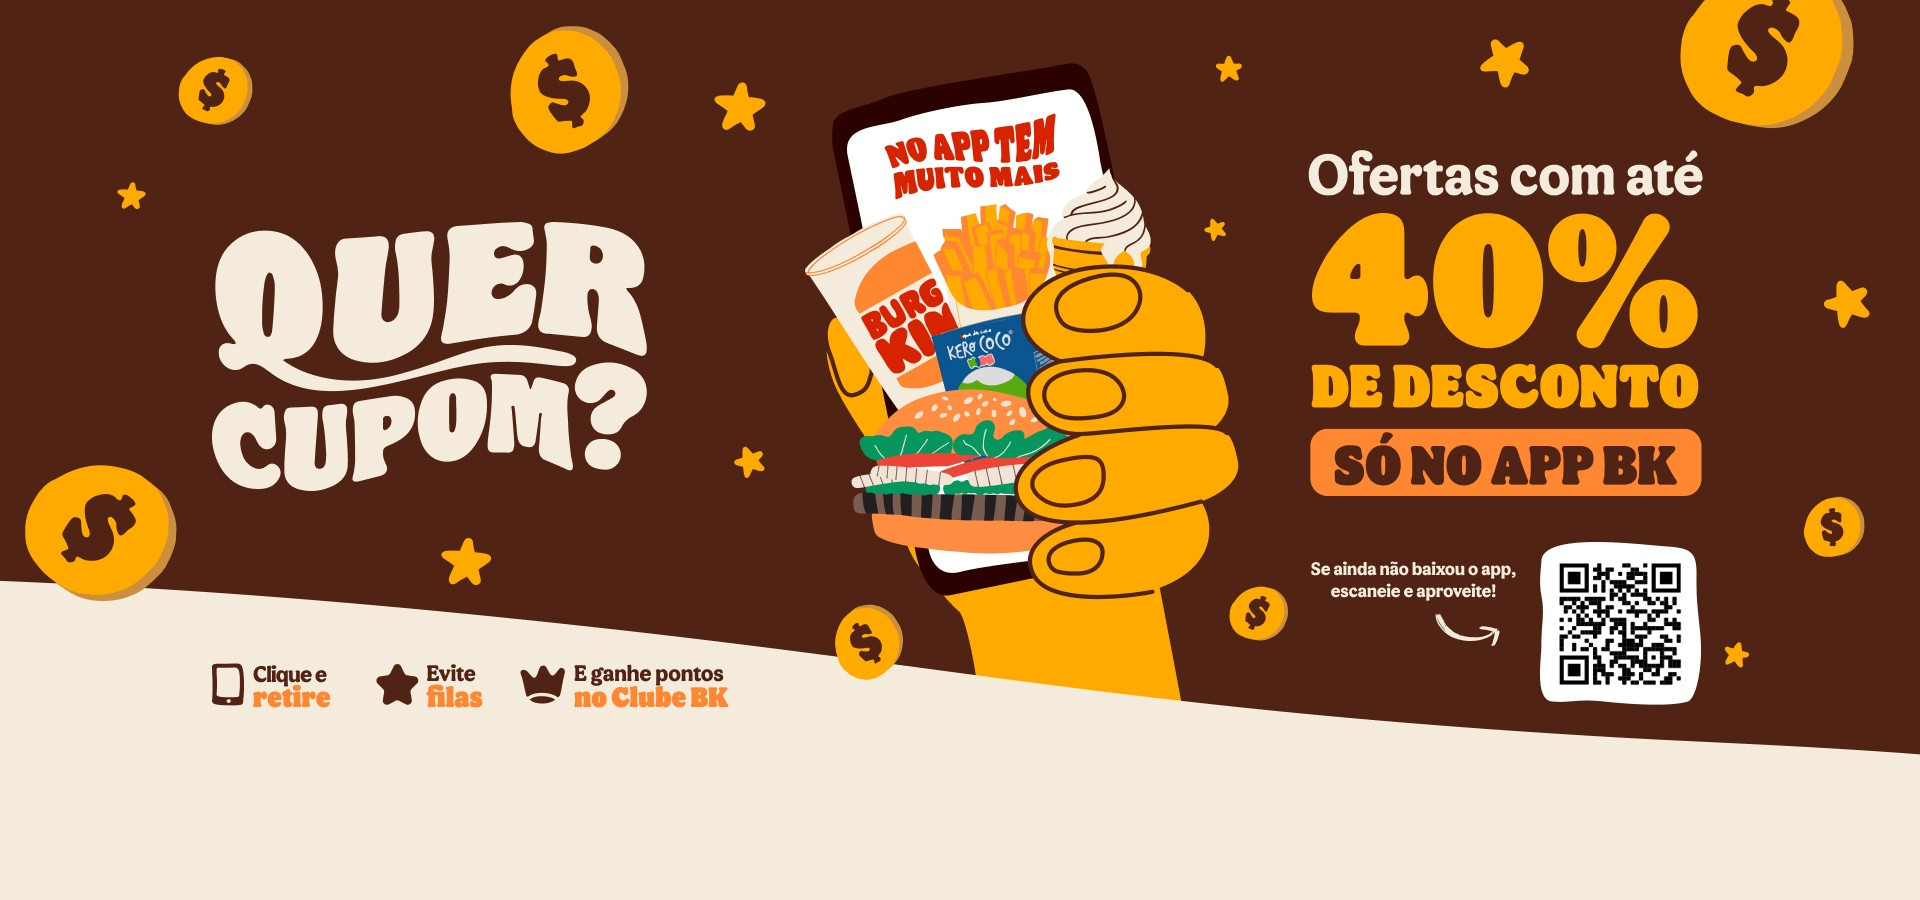 QUER
CUPOM?
NO APP TEM
MUITO MAIS
BURG
KIN
KERO COCO
Ofertas com até
40%
DE DESCONTO
SÓ NO APP BK
Se ainda não baixou o app,
escaneie e aproveite!
Clique e
retire
Evite
filas
E ganhe pontos
no Clube BK